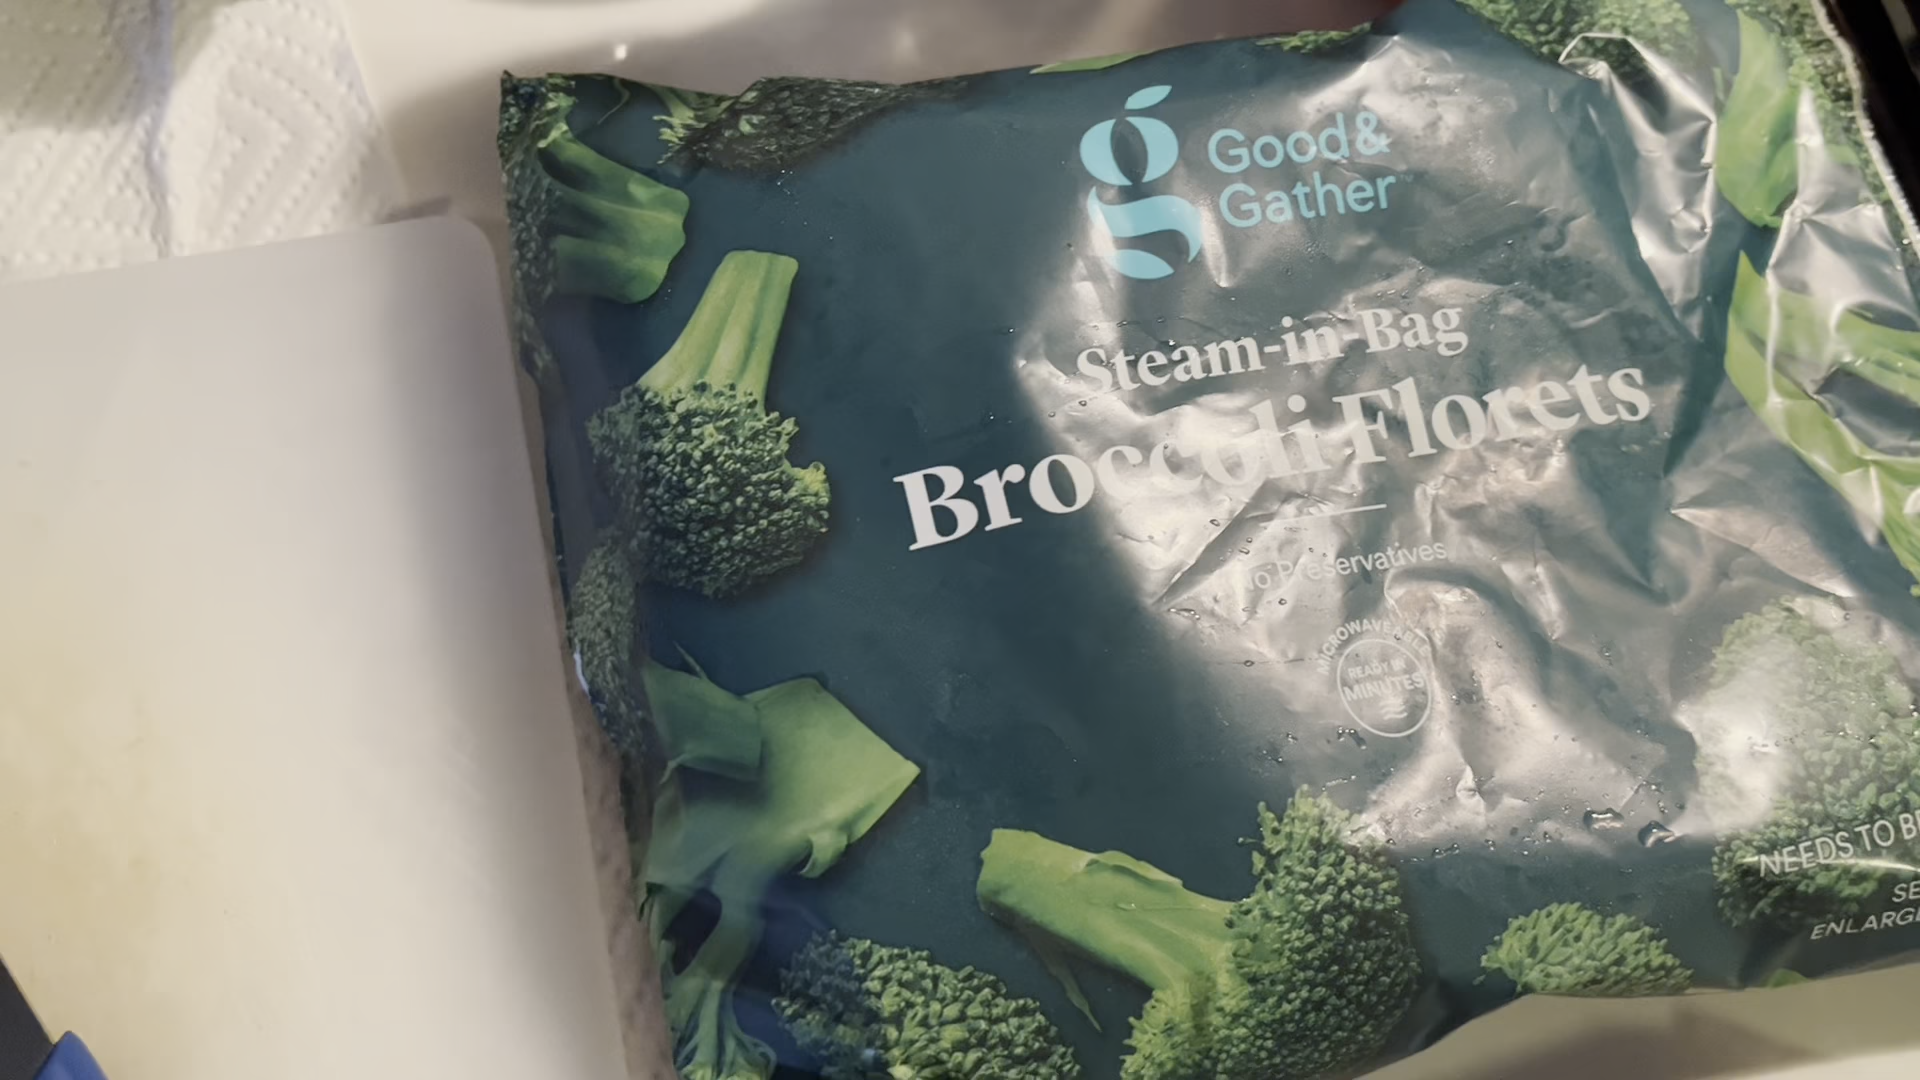 Good &
Gather
Steam-in-Bag
Broccoli Florets
No Preservatives
MICROWAVEABLE
READY IN
MINUTES
NEEDS TO B
SE
ENLARG